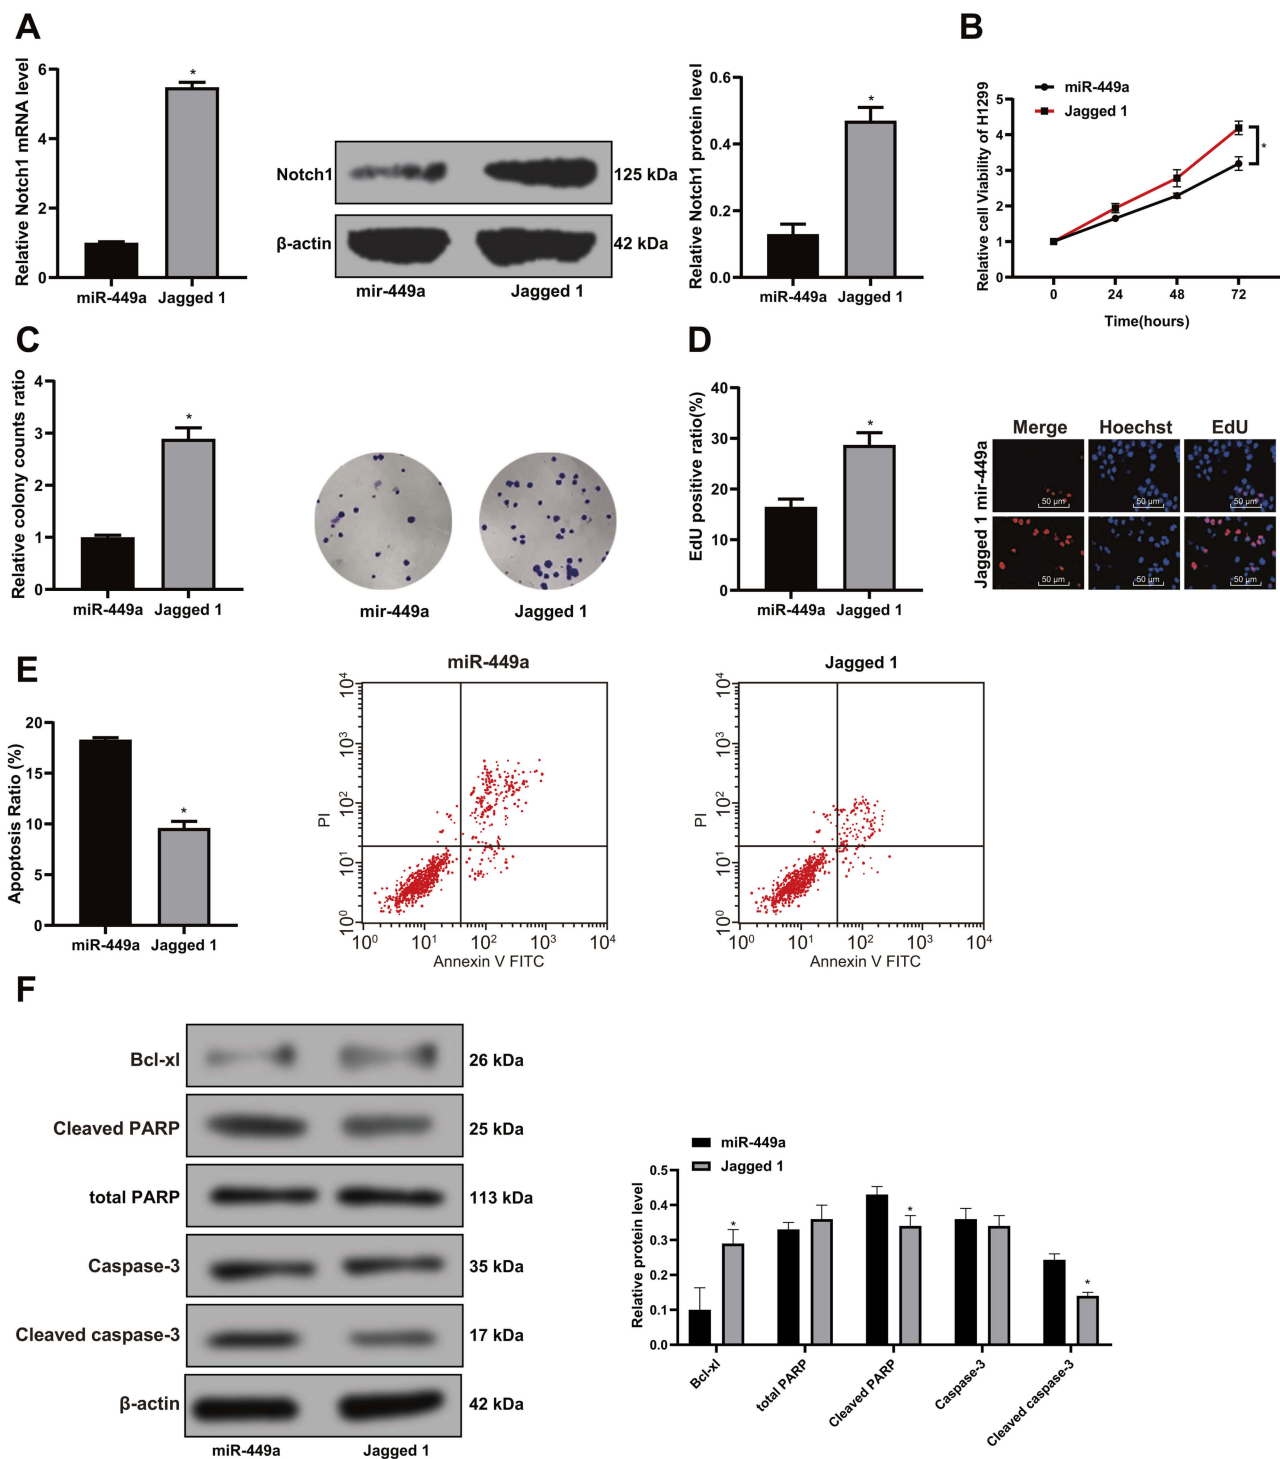 A
Relative Notch1 mRNA level
6
4
2
0
*
miR-449a Jagged 1
Notch1
125 kDa
β-actin
42 kDa
mir-449a Jagged 1
Relative Notch1 protein level
0.6
0.4
0.2
0.0
*
miR-449a Jagged 1
B
miR-449a
Jagged 1
Relative cell Viability of H1299
5
4
3
2
1
0
*
0 24 48 72
Time(hours)
C
Relative colony counts ratio
4
3
2
1
0
*
miR-449a Jagged 1
mir-449a Jagged 1
D
EdU positive ratio(%)
40
30
20
10
0
*
miR-449a Jagged 1
Merge Hoechst EdU
mir-449a
50 μm 50 μm 50 μm
Jagged 1
50 μm 50 μm 50 μm
E
Apoptosis Ratio (%)
20
15
10
5
0
*
miR-449a Jagged 1
miR-449a
PI
10⁴
10³
10²
10¹
10⁰
10⁰ 10¹ 10² 10³ 10⁴
Annexin V FITC
Jagged 1
PI
10⁴
10³
10²
10¹
10⁰
10⁰ 10¹ 10² 10³ 10⁴
Annexin V FITC
F
Bcl-xl 26 kDa
Cleaved PARP 25 kDa
total PARP 113 kDa
Caspase-3 35 kDa
Cleaved caspase-3 17 kDa
β-actin 42 kDa
miR-449a Jagged 1
miR-449a
Jagged 1
Relative protein level
0.5
0.4
0.3
0.2
0.1
0.0
* * *
Bcl-xl
total PARP
Cleaved PARP
Caspase-3
Cleaved caspase-3